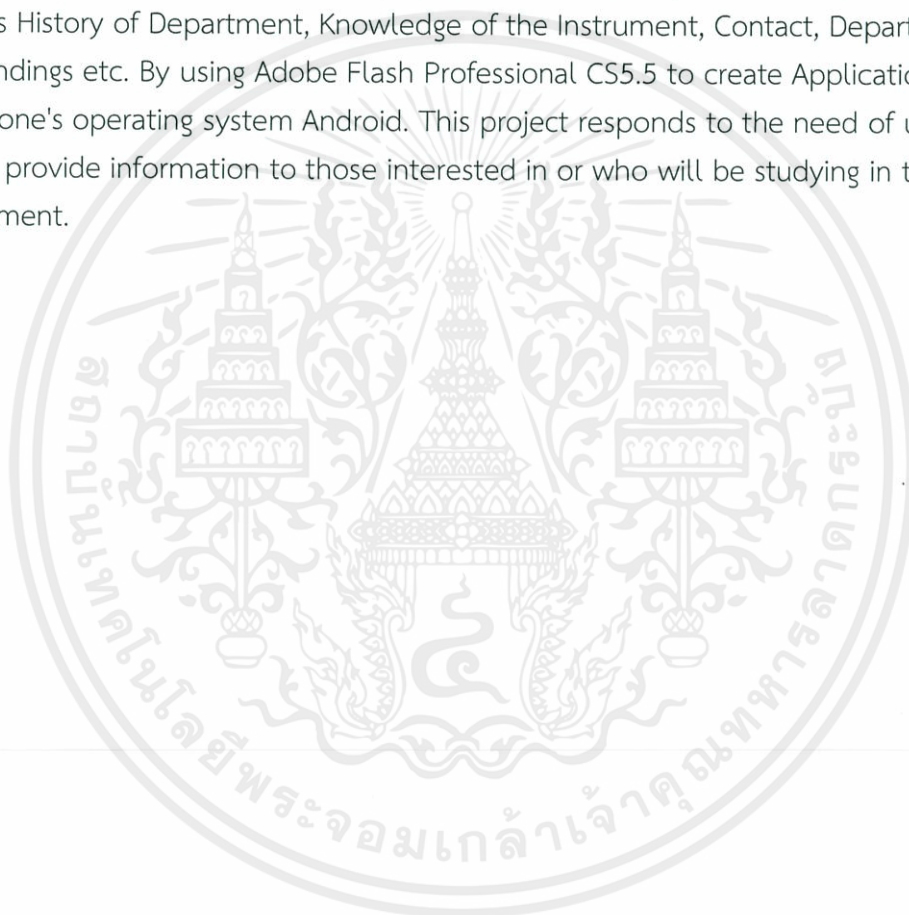 s History of Department, Knowledge of the Instrument, Contact, Depart
ndings etc. By using Adobe Flash Professional CS5.5 to create Applicatio
one's operating system Android. This project responds to the need of u
provide information to those interested in or who will be studying in t
ment.
สถาบันเทคโนโลยีพระจอมเกล้าเจ้าคุณทหารลาดกระบัง